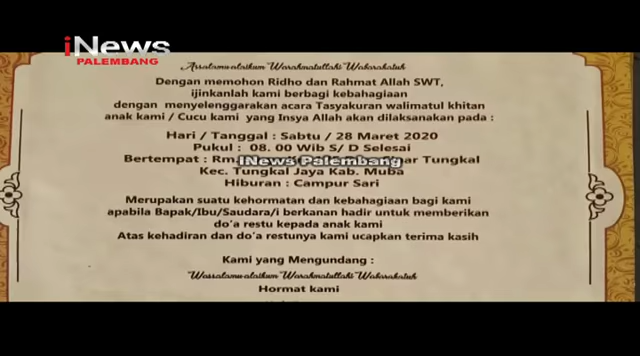 iNews
PALEMBANG
Assalamu'alaikum Warahmatullahi Wabarakatuh
Dengan memohon Ridho dan Rahmat Allah SWT,
ijinkanlah kami berbagi kebahagiaan
dengan menyelenggarakan acara Tasyakuran walimatul khitan
anak kami / Cucu kami yang Insya Allah akan dilaksanakan pada :
Hari / Tanggal : Sabtu / 28 Maret 2020
Pukul : 08. 00 Wib S/ D Selesai
Bertempat : Rm. Tungkal
iNews Palembang
Kec. Tungkal Jaya Kab. Muba
Hiburan : Campur Sari
Merupakan suatu kehormatan dan kebahagiaan bagi kami
apabila Bapak/Ibu/Saudara/i berkanan hadir untuk memberikan
do'a restu kepada anak kami
Atas kehadiran dan do'a restunya kami ucapkan terima kasih
Kami yang Mengundang :
Wassalamu'alaikum Warahmatullahi Wabarakatuh
Hormat kami